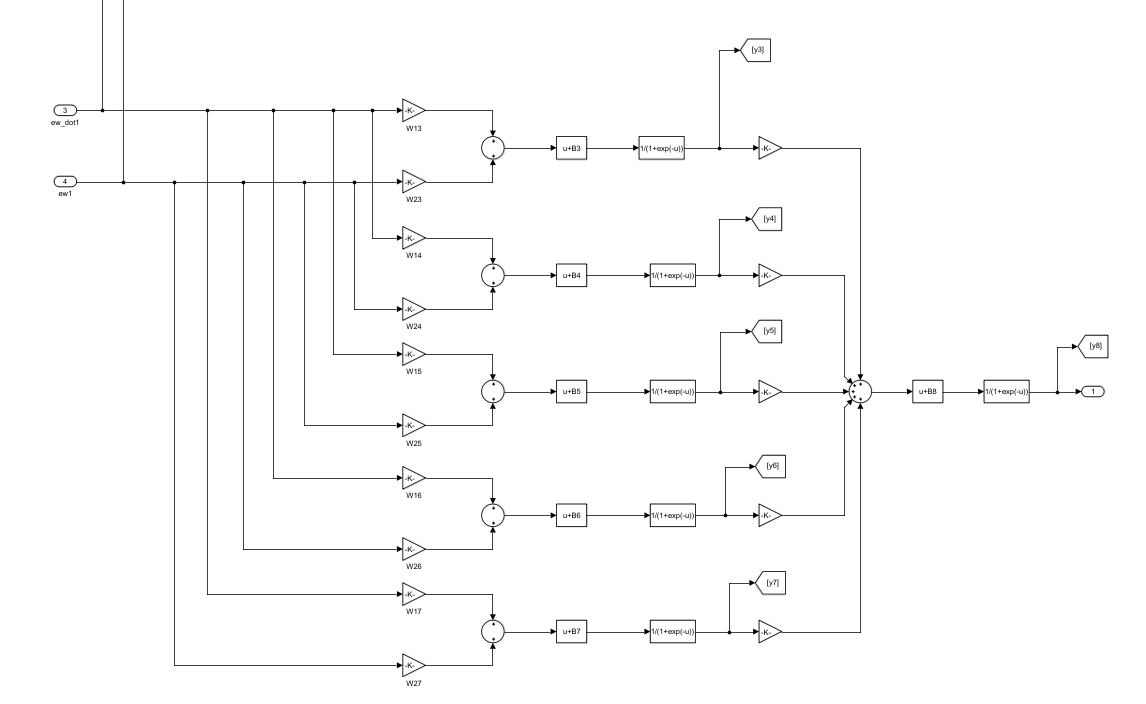 [y3]
3
ew_dot1
-K-
W13
u+B3
1/(1+exp(-u))
-K-
4
ew1
-K-
W23
[y4]
-K-
W14
u+B4
1/(1+exp(-u))
-K-
-K-
W24
[y5]
[y8]
-K-
W15
u+B5
1/(1+exp(-u))
-K-
u+B8
1/(1+exp(-u))
1
-K-
W25
[y6]
-K-
W16
u+B6
1/(1+exp(-u))
-K-
-K-
W26
[y7]
-K-
W17
u+B7
1/(1+exp(-u))
-K-
-K-
W27